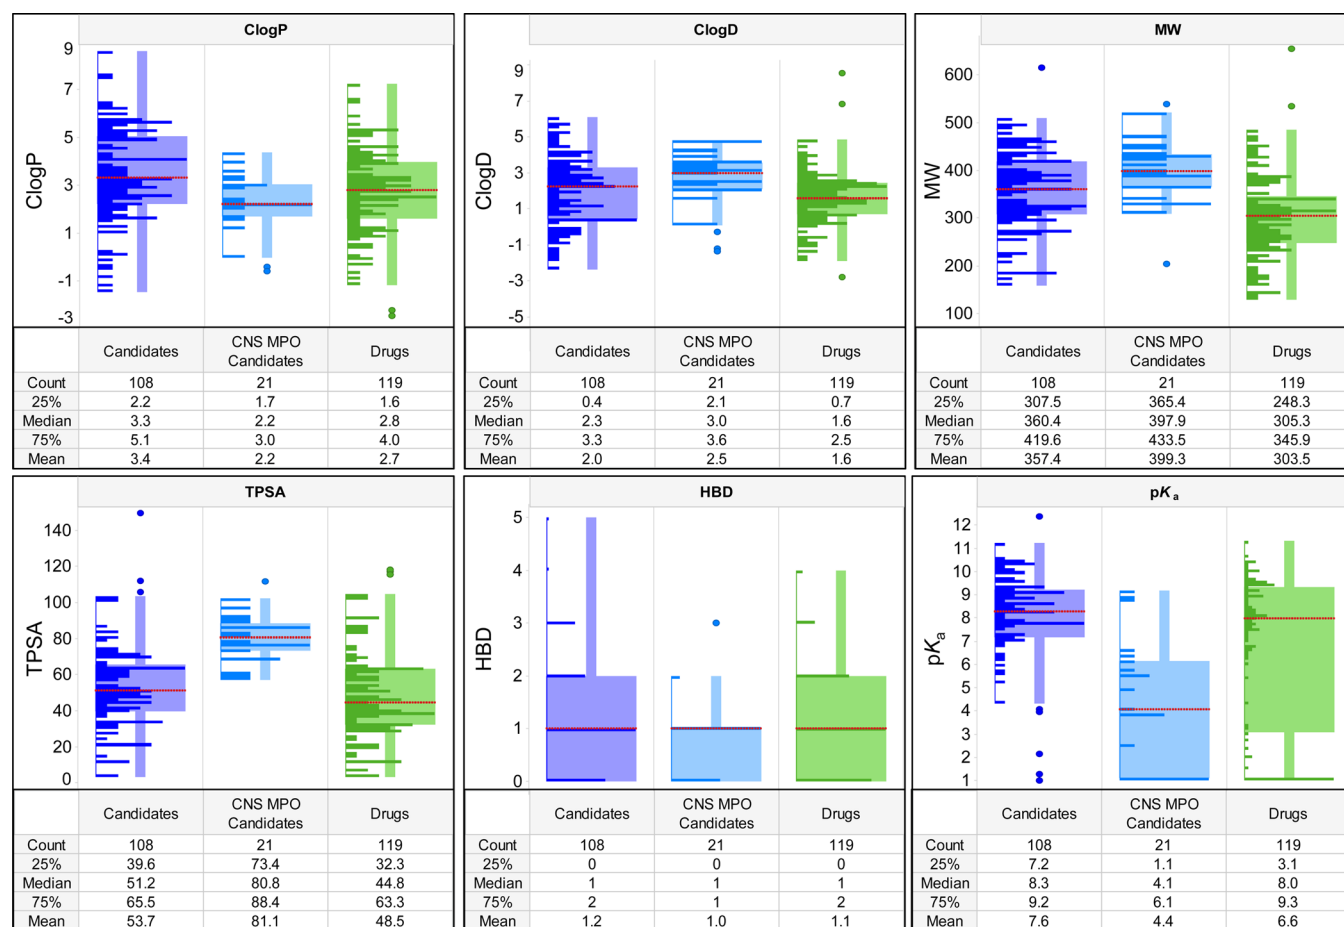 ClogP
ClogP
9
7
5
3
1
-1
-3
Candidates CNS MPO Candidates Drugs
Count 108 21 119
25% 2.2 1.7 1.6
Median 3.3 2.2 2.8
75% 5.1 3.0 4.0
Mean 3.4 2.2 2.7
ClogD
ClogD
9
7
5
3
1
-1
-3
-5
Candidates CNS MPO Candidates Drugs
Count 108 21 119
25% 0.4 2.1 0.7
Median 2.3 3.0 1.6
75% 3.3 3.6 2.5
Mean 2.0 2.5 1.6
MW
MW
600
500
400
300
200
100
Candidates CNS MPO Candidates Drugs
Count 108 21 119
25% 307.5 365.4 248.3
Median 360.4 397.9 305.3
75% 419.6 433.5 345.9
Mean 357.4 399.3 303.5
TPSA
TPSA
140
120
100
80
60
40
20
0
Candidates CNS MPO Candidates Drugs
Count 108 21 119
25% 39.6 73.4 32.3
Median 51.2 80.8 44.8
75% 65.5 88.4 63.3
Mean 53.7 81.1 48.5
HBD
HBD
5
4
3
2
1
0
Candidates CNS MPO Candidates Drugs
Count 108 21 119
25% 0 0 0
Median 1 1 1
75% 2 1 2
Mean 1.2 1.0 1.1
pKa
pKa
12
11
10
9
8
7
6
5
4
3
2
1
Candidates CNS MPO Candidates Drugs
Count 108 21 119
25% 7.2 1.1 3.1
Median 8.3 4.1 8.0
75% 9.2 6.1 9.3
Mean 7.6 4.4 6.6